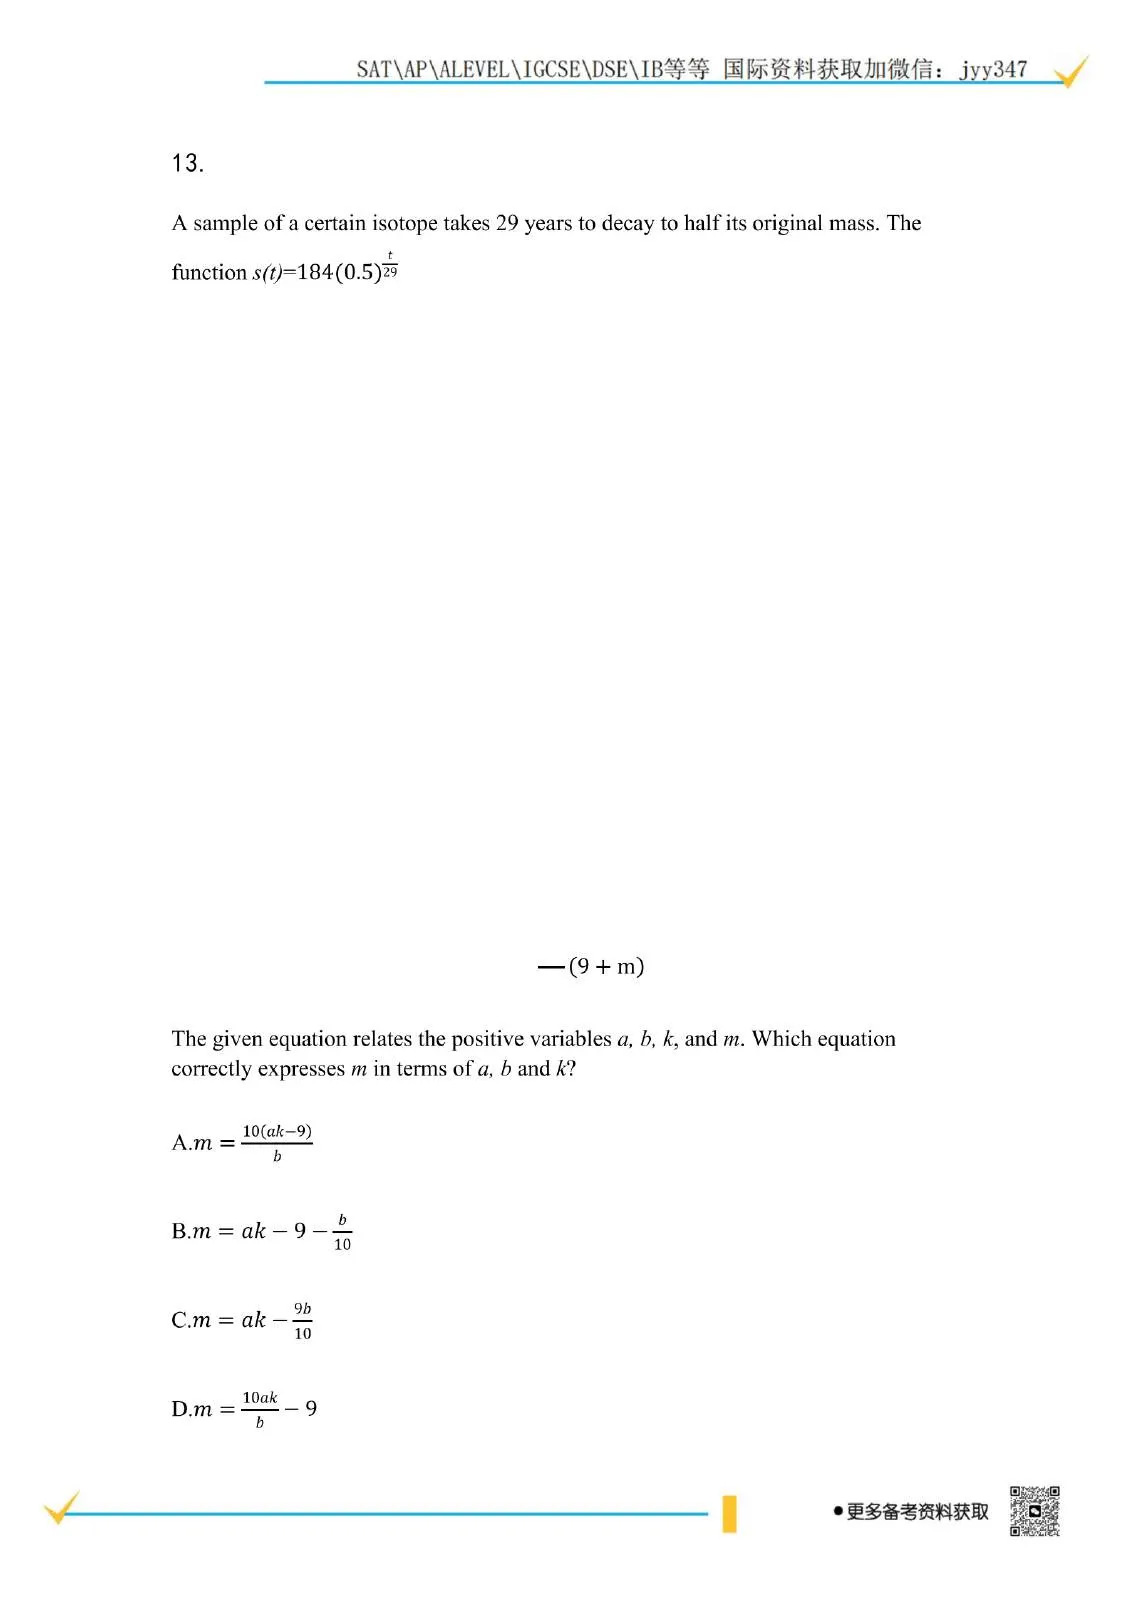 SAT\AP\ALEVEL\IGCSE\DSE\IB等等 国际资料获取加微信：jyy347
13.
A sample of a certain isotope takes 29 years to decay to half its original mass. The
function s(t)=184(0.5)^(t/29)
—(9 + m)
The given equation relates the positive variables a, b, k, and m. Which equation
correctly expresses m in terms of a, b and k?
A.m = 10(ak−9)/b
B.m = ak − 9 − b/10
C.m = ak − 9b/10
D.m = 10ak/b − 9
●更多备考资料获取